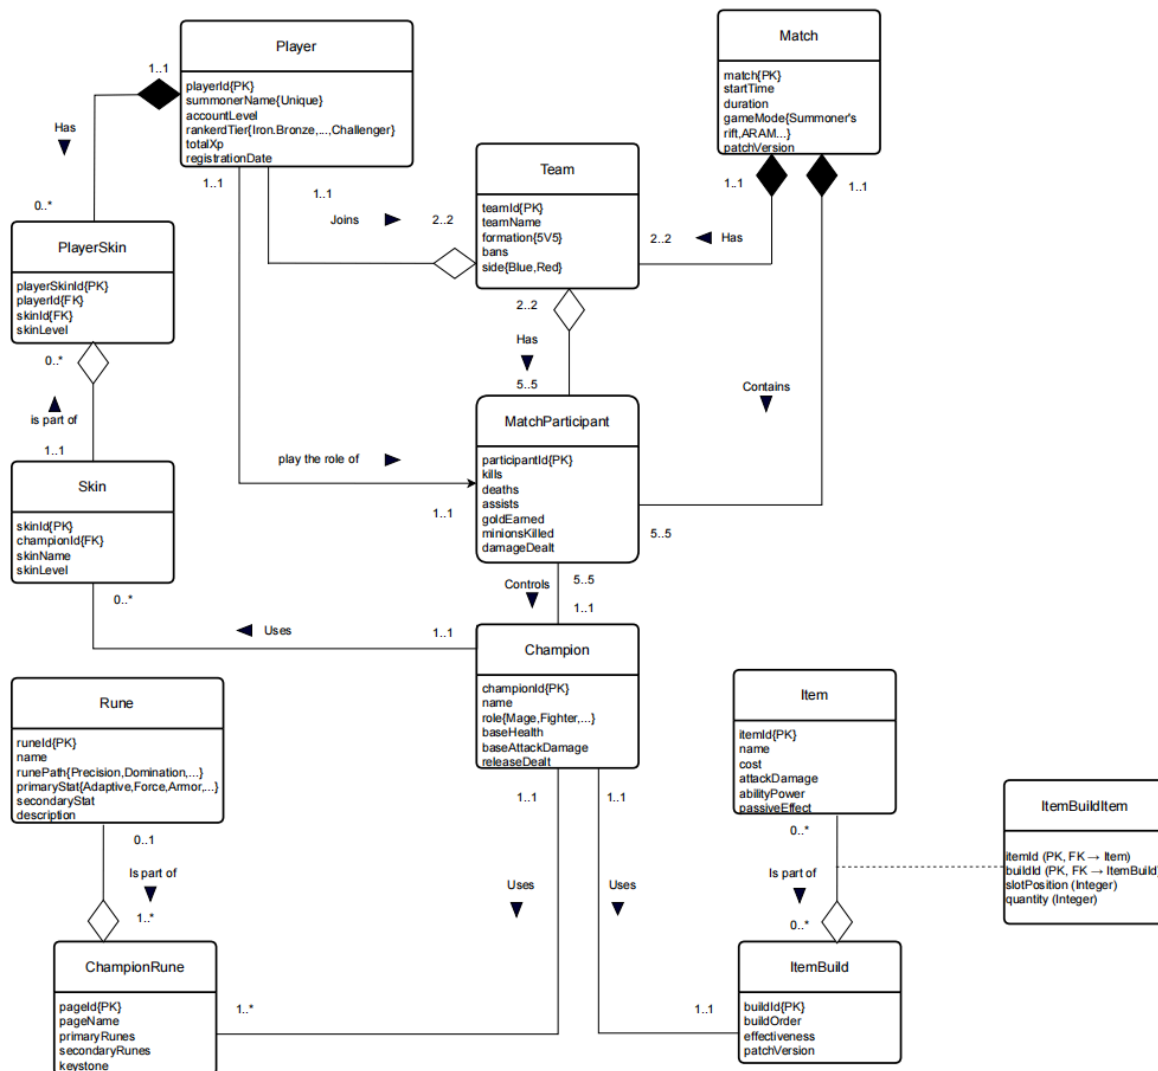 Player
playerId{PK}
summonerName{Unique}
accountLevel
rankerdTier{Iron.Bronze,...,Challenger}
totalXp
registrationDate
Match
match{PK}
startTime
duration
gameMode{Summoner's
rift,ARAM...}
patchVersion
1..1
Has
0..*
1..1
1..1
Joins
2..2
Team
teamId{PK}
teamName
formation{5V5}
bans
side{Blue,Red}
1..1
1..1
2..2
Has
PlayerSkin
playerSkinId{PK}
playerId{FK}
skinId{FK}
skinLevel
0..*
is part of
1..1
2..2
Has
5..5
Contains
5..5
MatchParticipant
participantId{PK}
kills
deaths
assists
goldEarned
minionsKilled
damageDealt
play the role of
1..1
Skin
skinId{PK}
championId{FK}
skinName
skinLevel
0..*
Uses
1..1
Controls
5..5
1..1
Champion
championId{PK}
name
role{Mage,Fighter,...}
baseHealth
baseAttackDamage
releaseDealt
Rune
runeId{PK}
name
runePath{Precision,Domination,...}
primaryStat{Adaptive,Force,Armor,...}
secondaryStat
description
0..1
Is part of
1..*
1..1
Uses
1..*
1..1
Uses
1..1
Item
itemId{PK}
name
cost
attackDamage
abilityPower
passiveEffect
0..*
Is part of
0..*
ItemBuildItem
itemId (PK, FK → Item)
buildId (PK, FK → ItemBuild)
slotPosition (Integer)
quantity (Integer)
ChampionRune
pageId{PK}
pageName
primaryRunes
secondaryRunes
keystone
ItemBuild
buildId{PK}
buildOrder
effectiveness
patchVersion